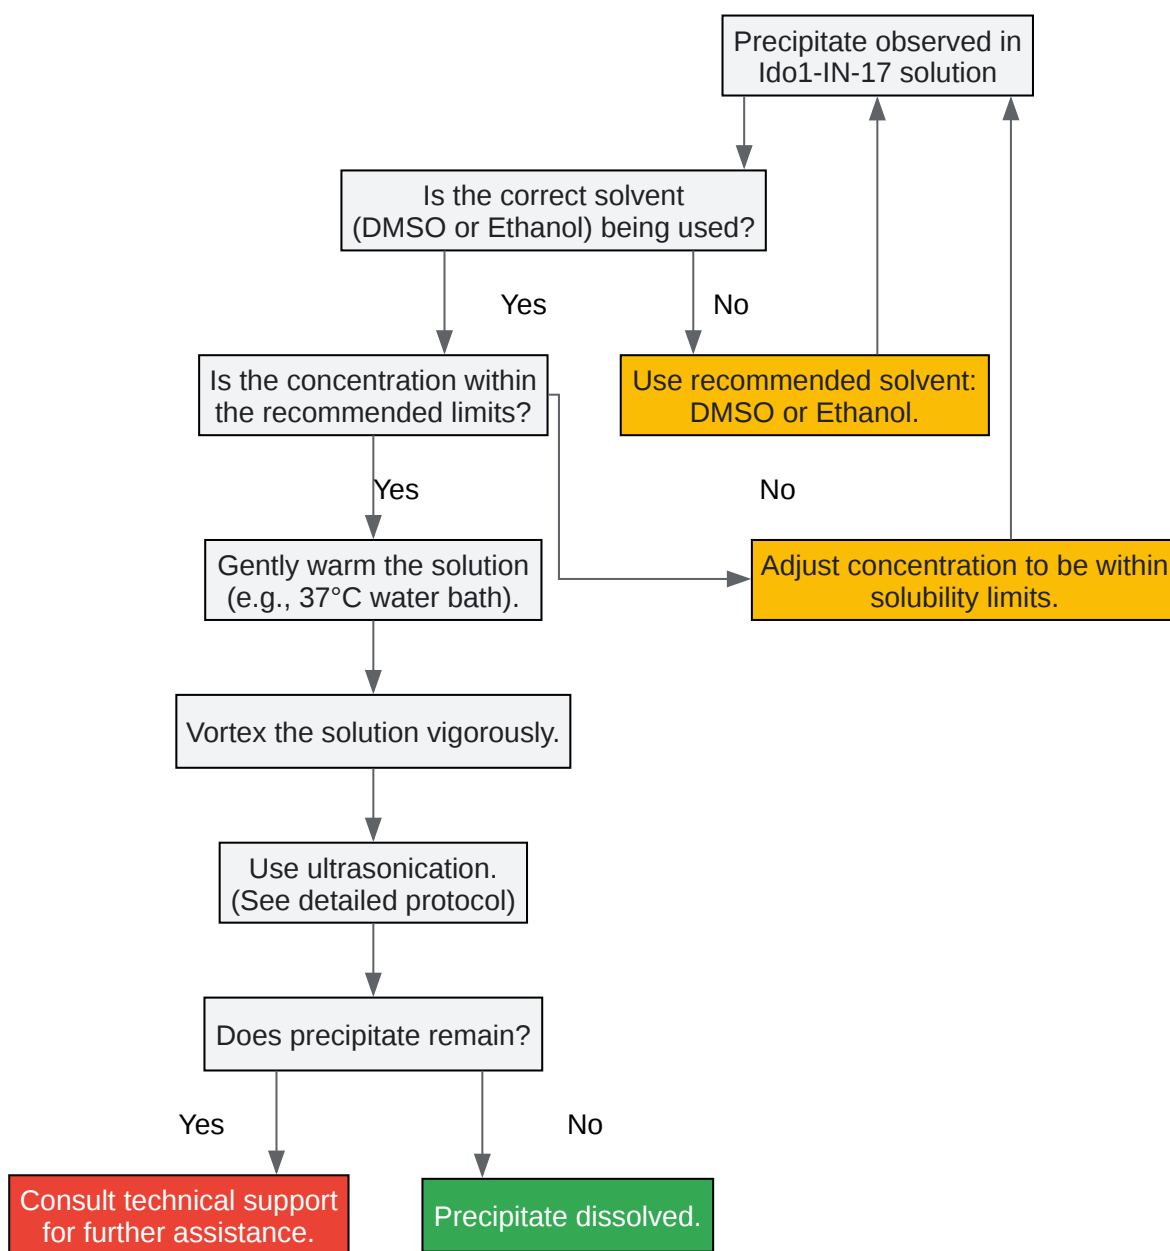 Precipitate observed in
Ido1-IN-17 solution
Is the correct solvent
(DMSO or Ethanol) being used?
Yes
No
Is the concentration within
the recommended limits?
Use recommended solvent:
DMSO or Ethanol.
Yes
No
Gently warm the solution
(e.g., 37°C water bath).
Adjust concentration to be within
solubility limits.
Vortex the solution vigorously.
Use ultrasonication.
(See detailed protocol)
Does precipitate remain?
Yes
No
Consult technical support
for further assistance.
Precipitate dissolved.